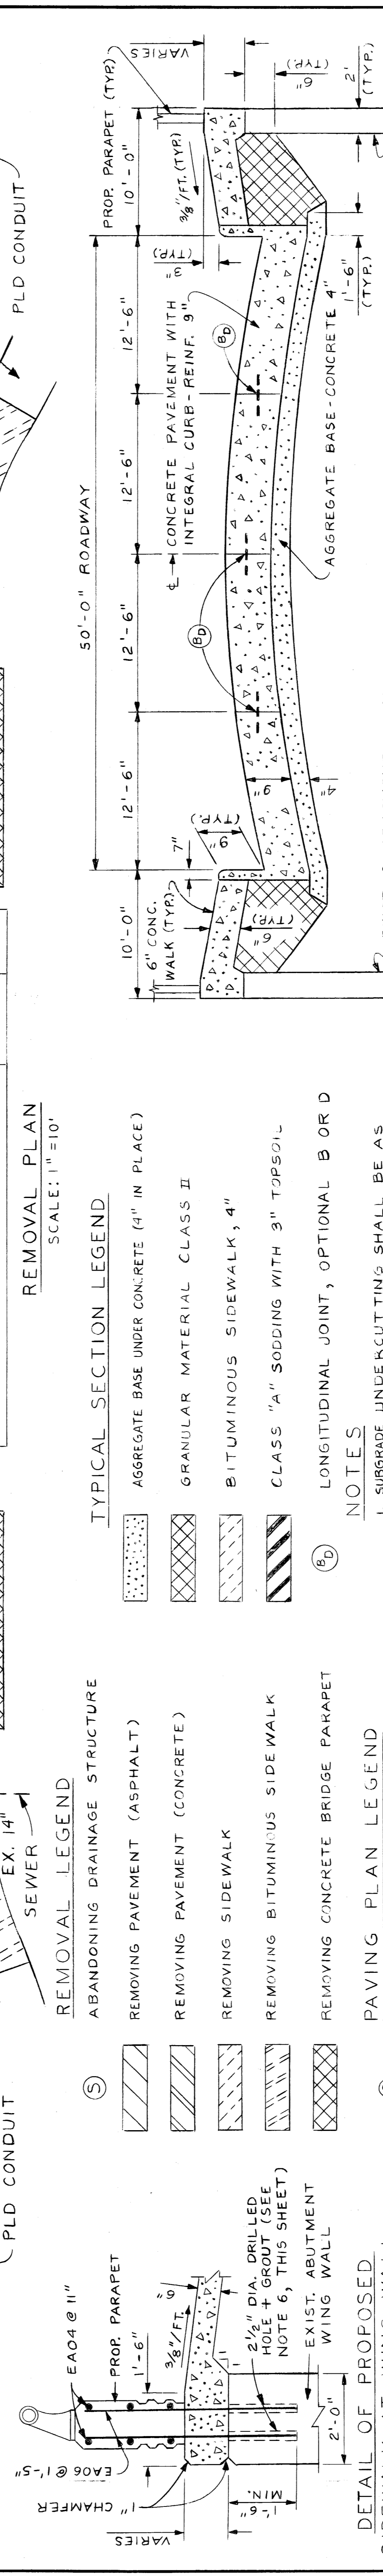 PLD CONDUIT
EX. 14"
SEWER
PLD CONDUIT
REMOVAL PLAN
SCALE: 1"=10'
REMOVAL LEGEND
Ⓢ ABANDONING DRAINAGE STRUCTURE
REMOVING PAVEMENT (ASPHALT)
REMOVING PAVEMENT (CONCRETE)
REMOVING SIDEWALK
REMOVING BITUMINOUS SIDEWALK
REMOVING CONCRETE BRIDGE PARAPET
PAVING PLAN LEGEND
TYPICAL SECTION LEGEND
AGGREGATE BASE UNDER CONCRETE (4" IN PLACE)
GRANULAR MATERIAL CLASS II
BITUMINOUS SIDEWALK, 4"
CLASS "A" SODDING WITH 3" TOPSOIL
BD LONGITUDINAL JOINT, OPTIONAL B OR D
NOTES
1. SUBGRADE UNDERCUTTING SHALL BE AS
EA04 @ 11"
PROP. PARAPET
1'-6"
EA06 @ 1'-5"
1" CHAMFER
VARIES
3/8"/FT.
6"
1'-6"
MIN.
2 1/2" DIA. DRILLED
HOLE + GROUT (SEE
NOTE 6, THIS SHEET)
EXIST. ABUTMENT
WING WALL
2'-0"
DETAIL OF PROPOSED
50'-0" ROADWAY
10'-0"
12'-6"
12'-6"
12'-6"
12'-6"
10'-0"
PROP. PARAPET (TYP.)
6" CONC.
WALK (TYP.)
7"
9"
(TYP.)
6"
(TYP.)
9"
4"
BD
BD
℄
CONCRETE PAVEMENT WITH
INTEGRAL CURB-REINF. 9"
AGGREGATE BASE-CONCRETE 4"
3"
(TYP.)
3/8"/FT. (TYP.)
VARIES
6"
(TYP.)
1'-6"
(TYP.)
2'
(TYP.)